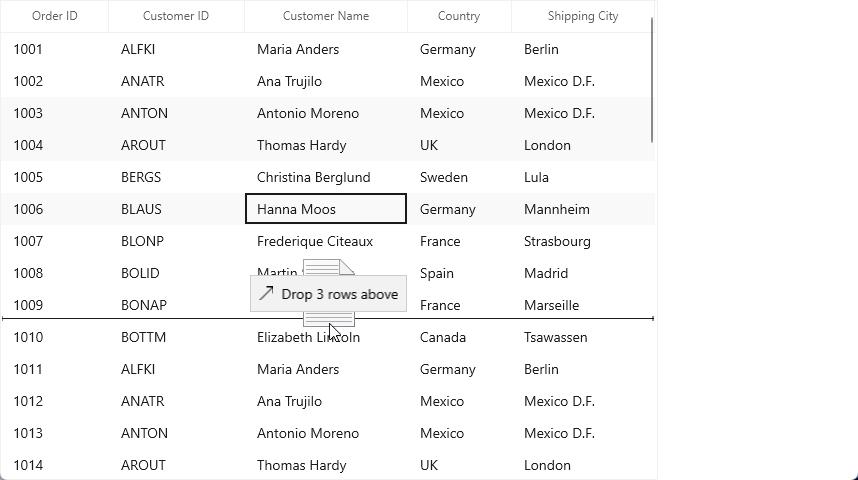 Order ID Customer ID Customer Name Country Shipping City
1001 ALFKI Maria Anders Germany Berlin
1002 ANATR Ana Trujilo Mexico Mexico D.F.
1003 ANTON Antonio Moreno Mexico Mexico D.F.
1004 AROUT Thomas Hardy UK London
1005 BERGS Christina Berglund Sweden Lula
1006 BLAUS Hanna Moos Germany Mannheim
1007 BLONP Frederique Citeaux France Strasbourg
1008 BOLID Martin Spain Madrid
Drop 3 rows above
1009 BONAP France Marseille
1010 BOTTM Elizabeth Lincoln Canada Tsawassen
1011 ALFKI Maria Anders Germany Berlin
1012 ANATR Ana Trujilo Mexico Mexico D.F.
1013 ANTON Antonio Moreno Mexico Mexico D.F.
1014 AROUT Thomas Hardy UK London